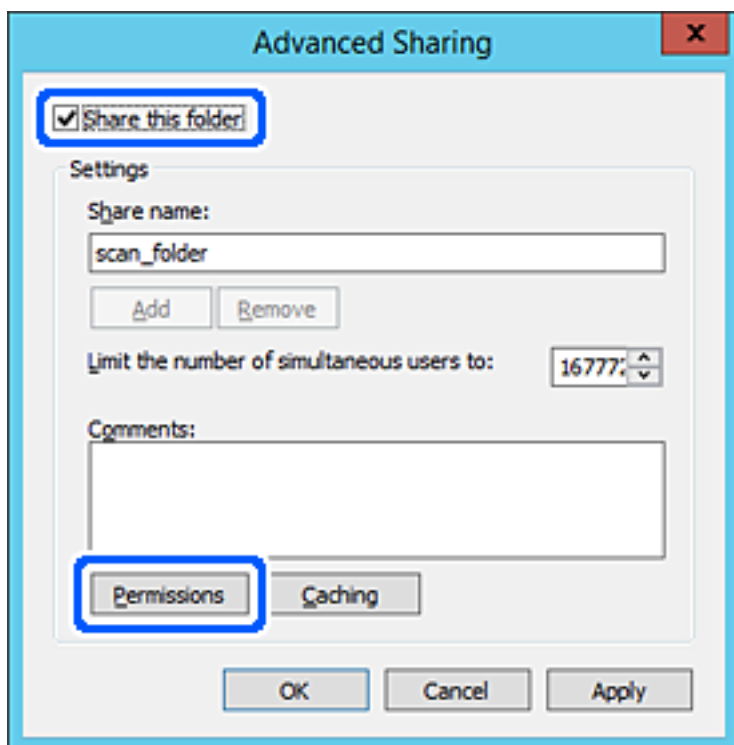 Advanced Sharing
x
Share this folder
Settings
Share name:
scan_folder
Add Remove
Limit the number of simultaneous users to:
Comments:
Permissions Caching
OK Cancel Apply